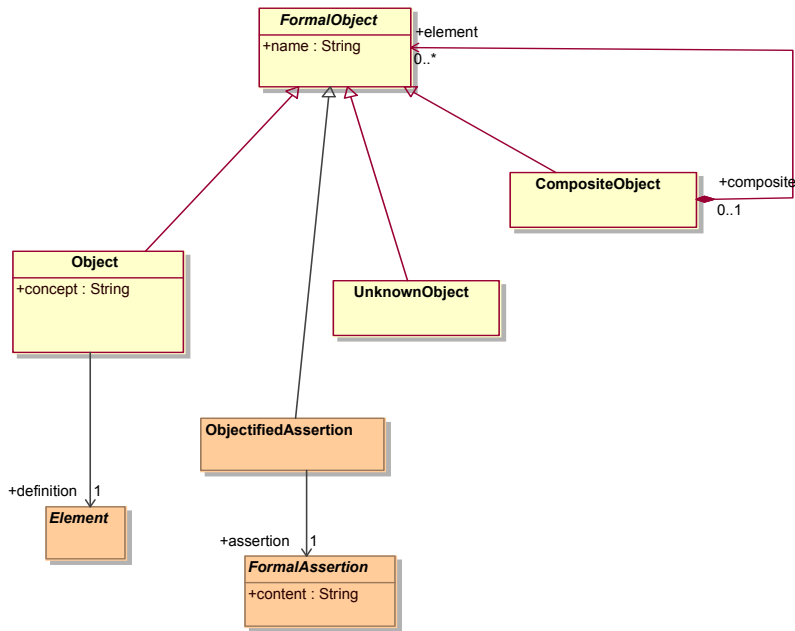 FormalObject
+name : String
+element
0..*
CompositeObject
+composite
0..1
Object
+concept : String
UnknownObject
ObjectifiedAssertion
+definition
1
Element
+assertion
1
FormalAssertion
+content : String